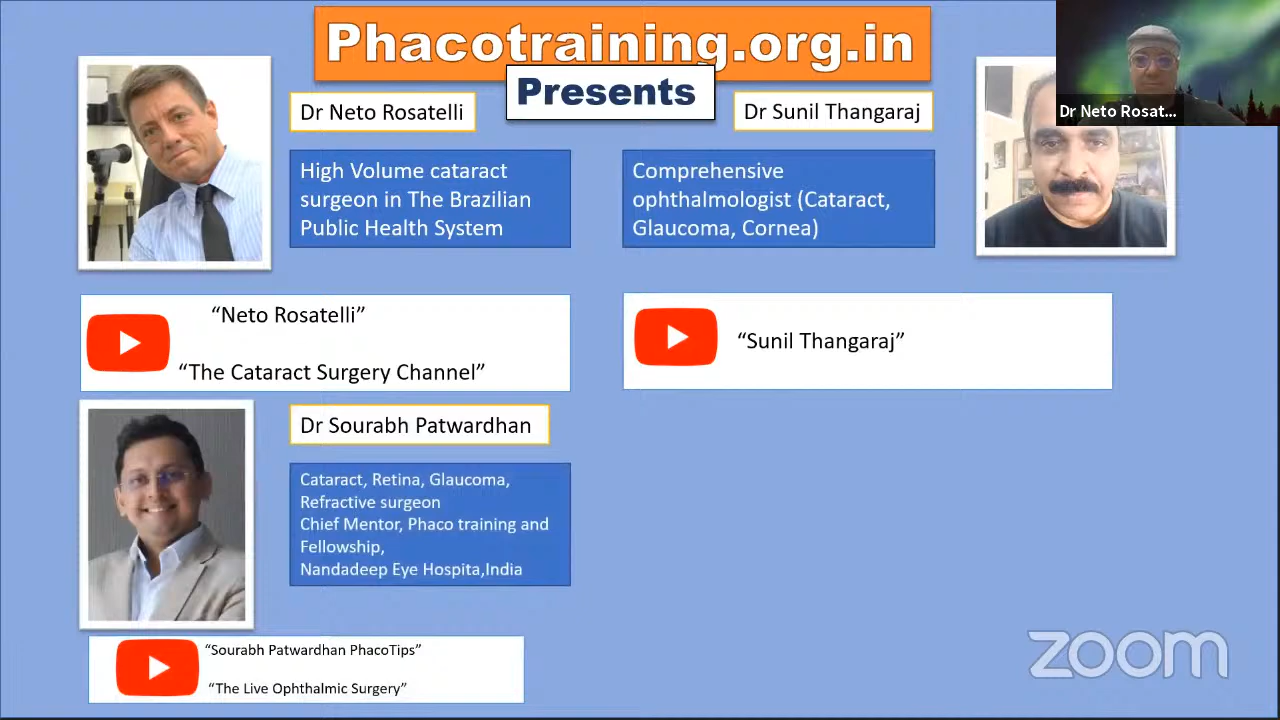 Phacotraining.org.in
Presents
Dr Neto Rosatelli
Dr Sunil Thangaraj
Dr Neto Rosat...
High Volume cataract
surgeon in The Brazilian
Public Health System
Comprehensive
ophthalmologist (Cataract,
Glaucoma, Cornea)
“Neto Rosatelli”
“The Cataract Surgery Channel”
“Sunil Thangaraj”
Dr Sourabh Patwardhan
Cataract, Retina, Glaucoma,
Refractive surgeon
Chief Mentor, Phaco training and
Fellowship,
Nandadeep Eye Hospita,India
“Sourabh Patwardhan PhacoTips”
“The Live Ophthalmic Surgery”
zoom